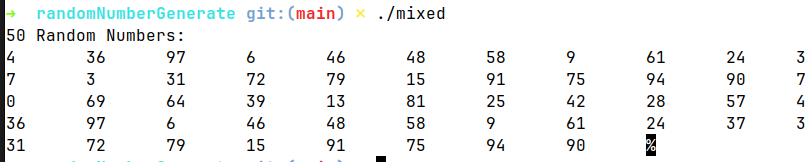 ➜ randomNumberGenerate git:(main) × ./mixed
50 Random Numbers:
4 36 97 6 46 48 58 9 61 24 3
7 3 31 72 79 15 91 75 94 90 7
0 69 64 39 13 81 25 42 28 57 4
36 97 6 46 48 58 9 61 24 37 3
31 72 79 15 91 75 94 90 %